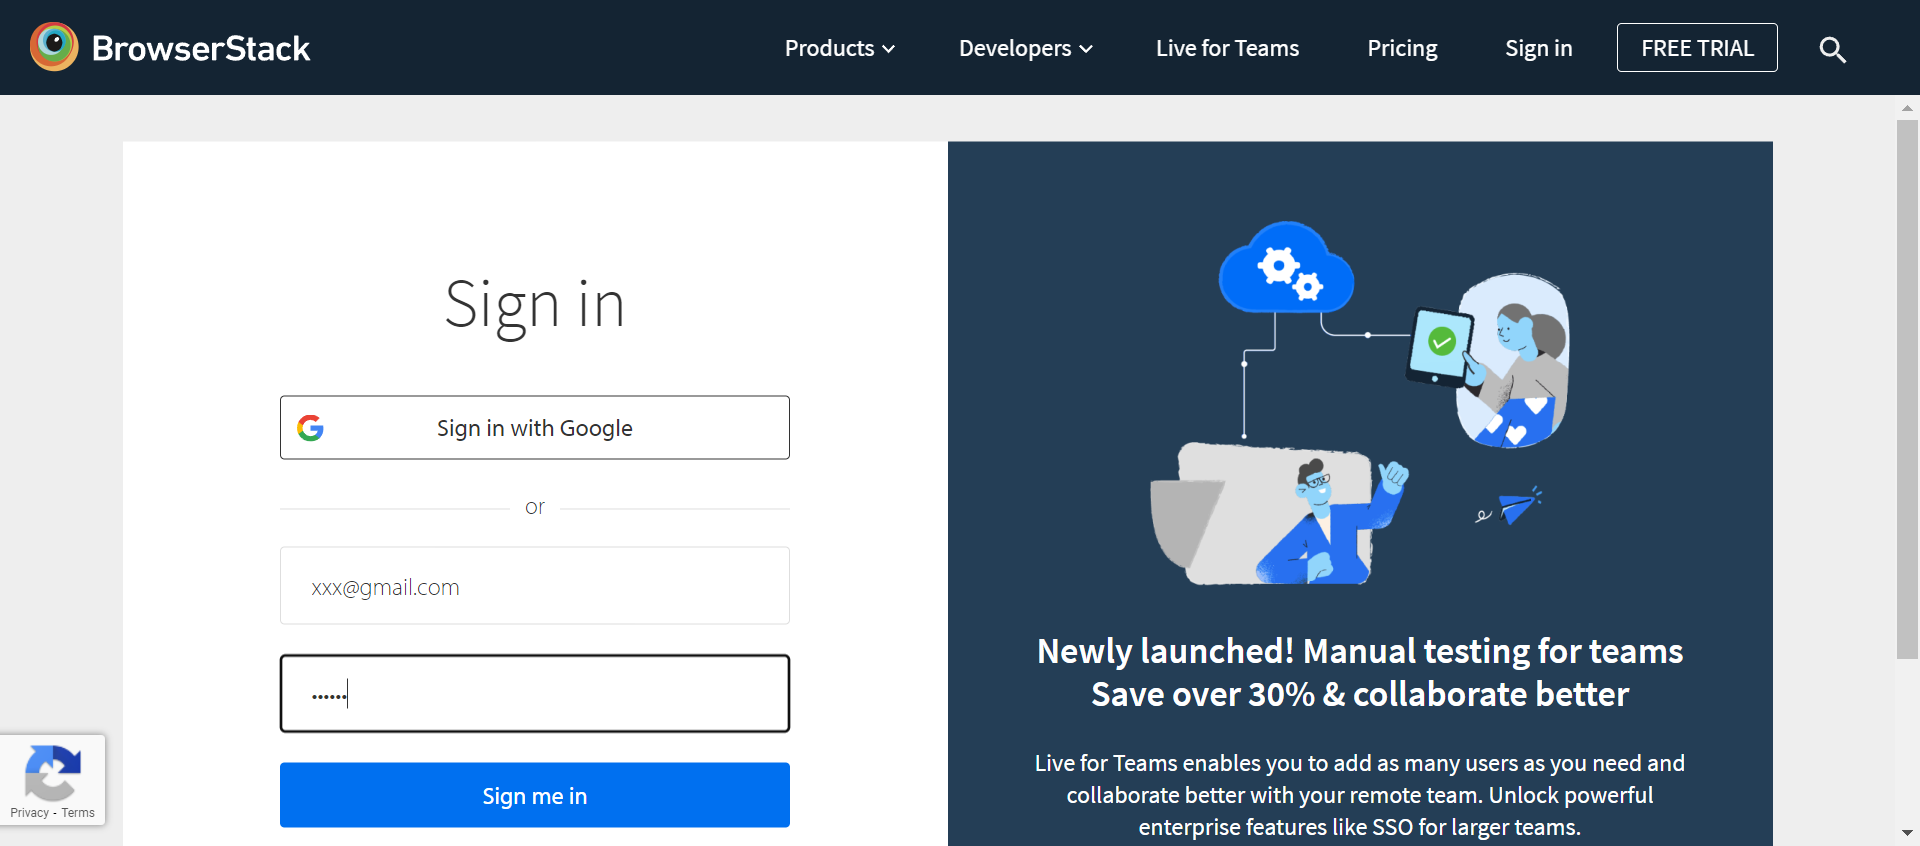 BrowserStack
Products
Developers
Live for Teams
Pricing
Sign in
FREE TRIAL
Sign in
Sign in with Google
or
xxx@gmail.com
••••••
Sign me in
Newly launched! Manual testing for teams
Save over 30% & collaborate better
Live for Teams enables you to add as many users as you need and
collaborate better with your remote team. Unlock powerful
enterprise features like SSO for larger teams.
Privacy - Terms